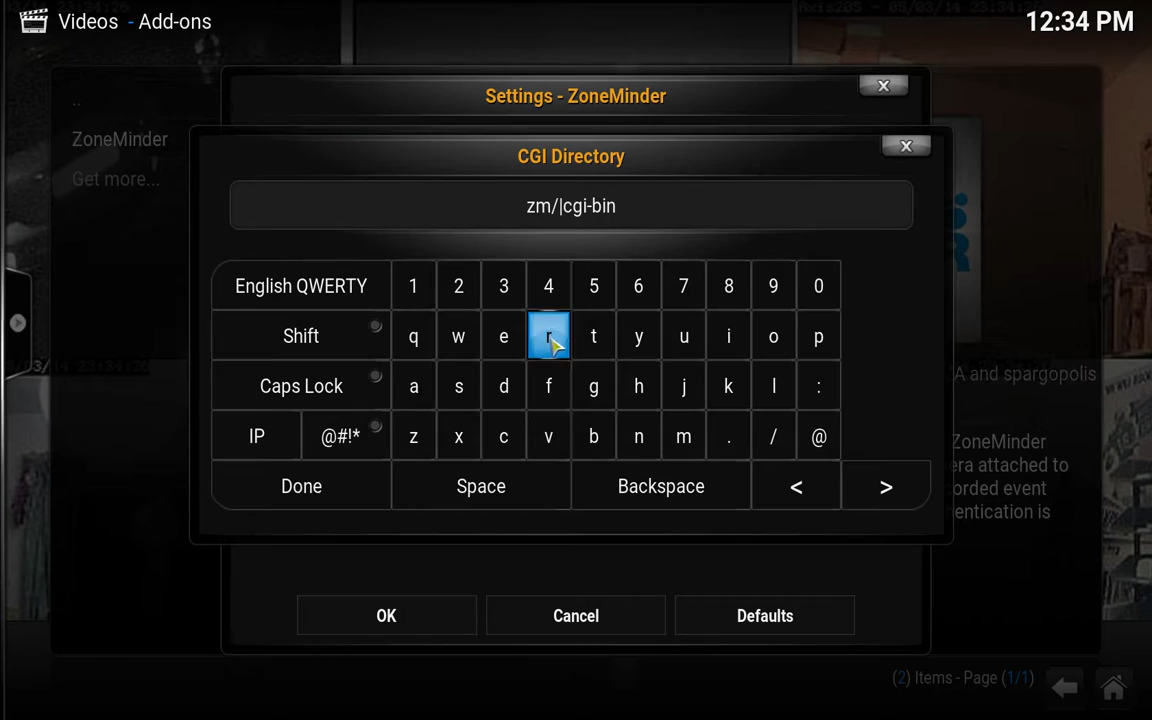 Videos - Add-ons
12:34 PM
..
ZoneMinder
Get more...
Settings - ZoneMinder
x
CGI Directory
x
zm/|cgi-bin
English QWERTY 1 2 3 4 5 6 7 8 9 0
Shift q w e r t y u i o p
Caps Lock a s d f g h j k l :
IP @#!* z x c v b n m . / @
Done Space Backspace < >
A and spargopolis
ZoneMinder
era attached to
orded event
entication is
OK Cancel Defaults
(2) Items - Page (1/1)